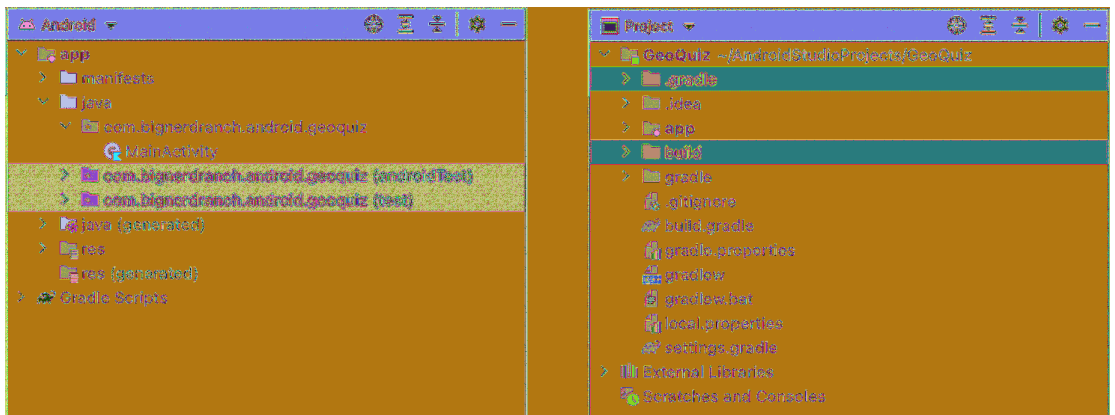 Android
app
manifests
java
com.bignerdranch.android.geoquiz
MainActivity
com.bignerdranch.android.geoquiz (androidTest)
com.bignerdranch.android.geoquiz (test)
java (generated)
res
res (generated)
Gradle Scripts
Project
GeoQuiz ~/AndroidStudioProjects/GeoQuiz
.gradle
.idea
app
build
gradle
.gitignore
build.gradle
gradle.properties
gradlew
gradlew.bat
local.properties
settings.gradle
External Libraries
Scratches and Consoles